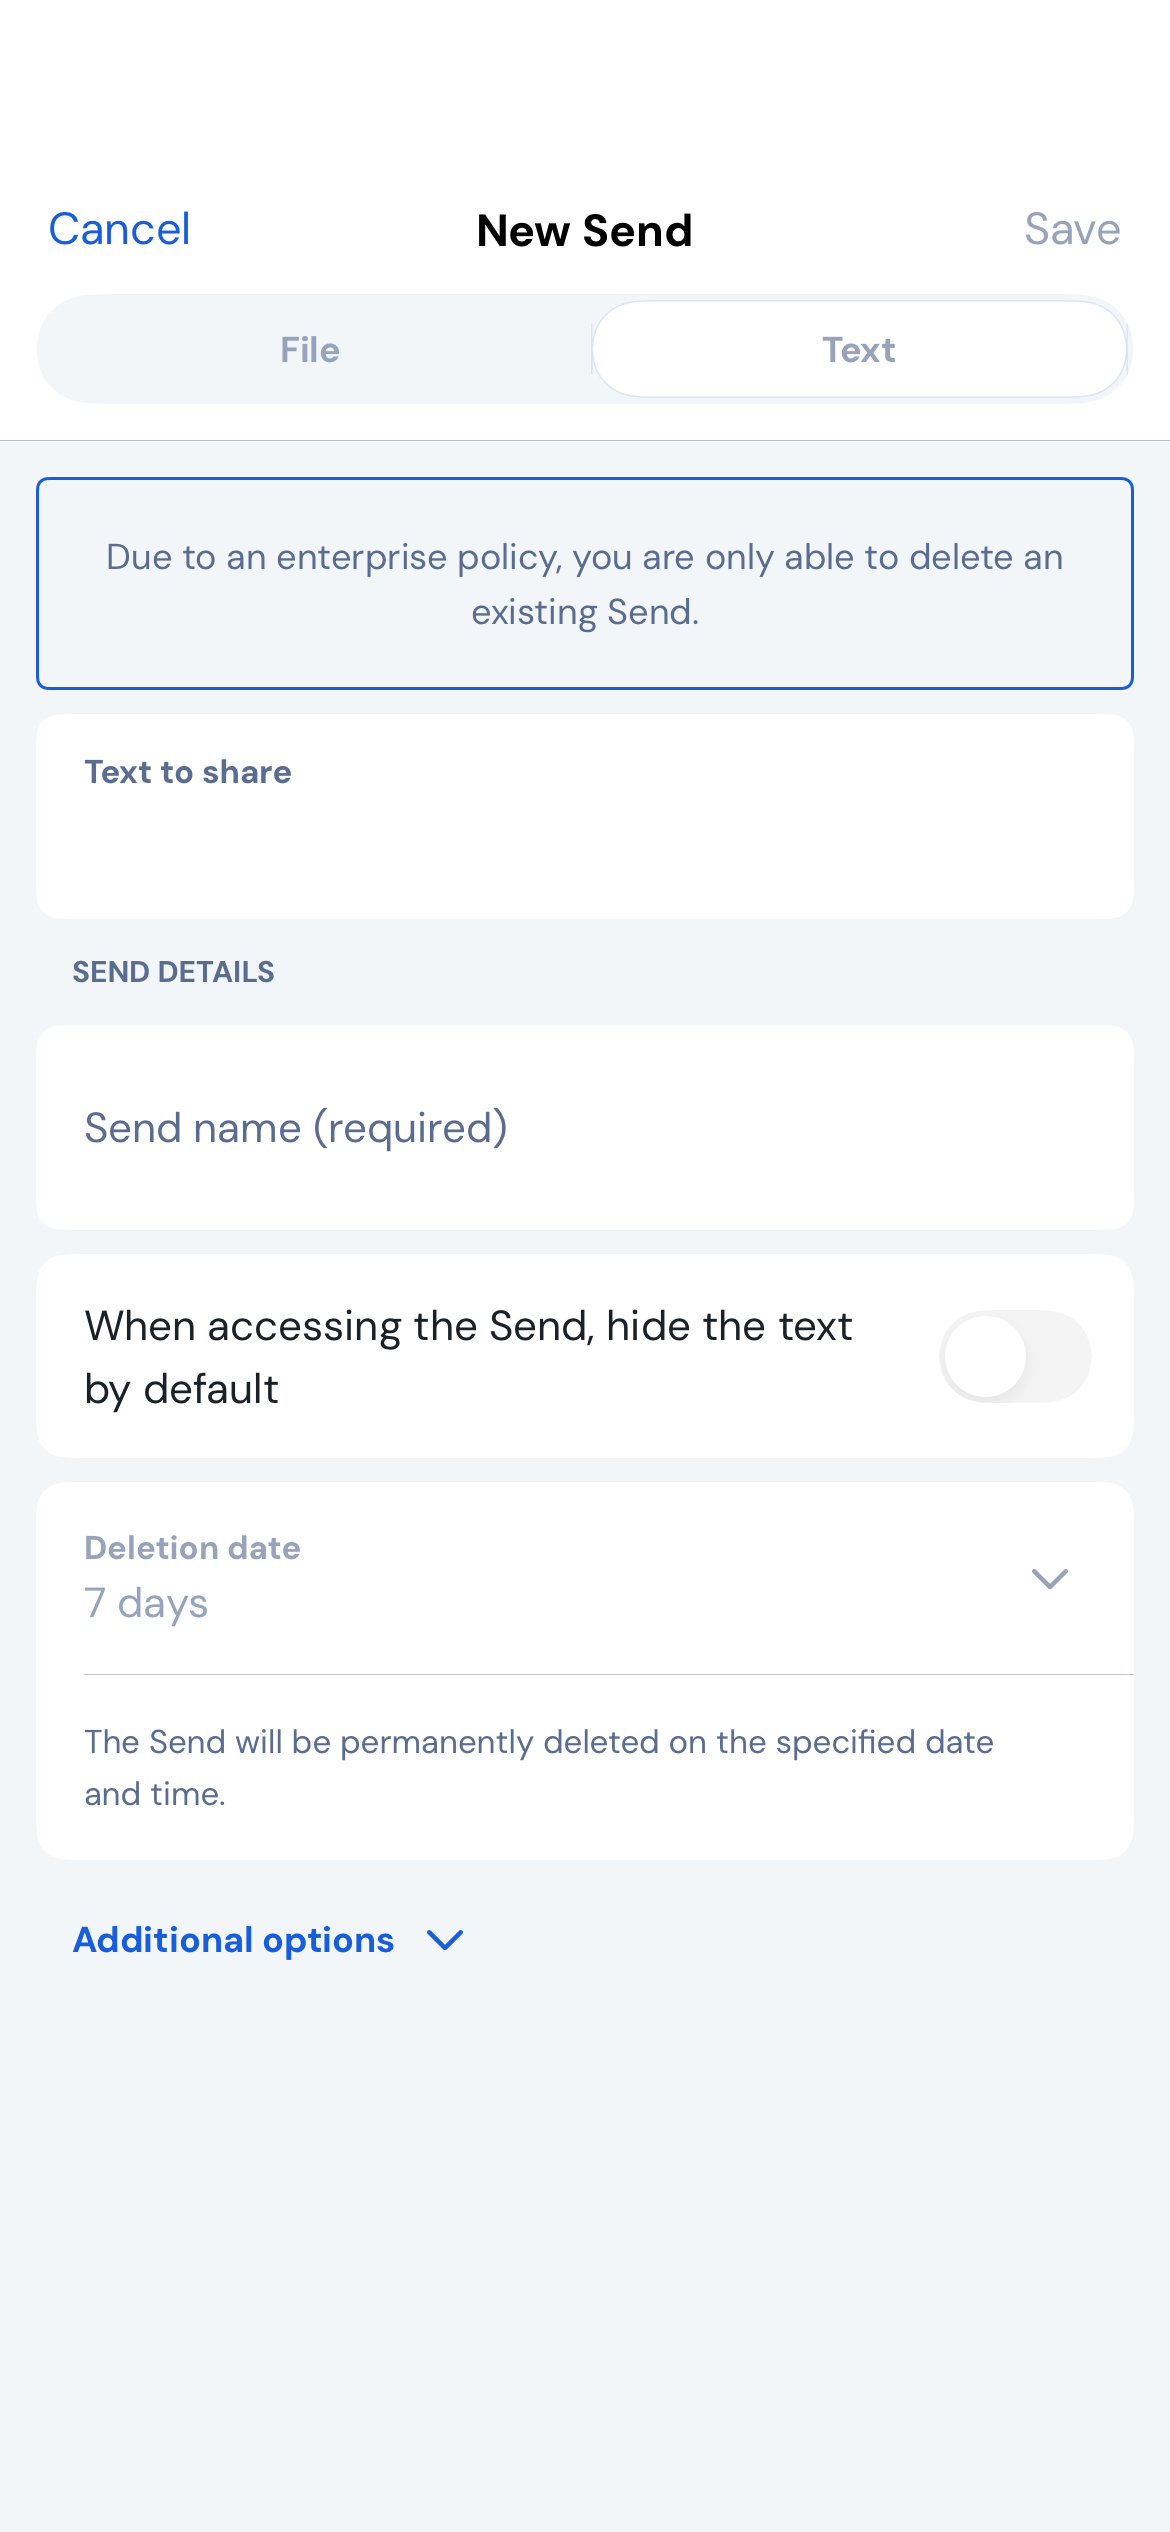 Cancel
New Send
Save
File
Text
Due to an enterprise policy, you are only able to delete an
existing Send.
Text to share
SEND DETAILS
Send name (required)
When accessing the Send, hide the text
by default
Deletion date
7 days
The Send will be permanently deleted on the specified date
and time.
Additional options